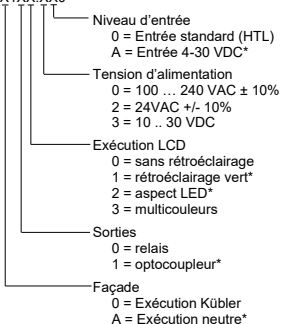 Niveau d'entrée
0 = Entrée standard (HTL)
A = Entrée 4-30 VDC*
Tension d'alimentation
0 = 100 … 240 VAC ± 10%
2 = 24VAC +/- 10%
3 = 10 .. 30 VDC
Exécution LCD
0 = sans rétroéclairage
1 = rétroéclairage vert*
2 = aspect LED*
3 = multicouleurs
Sorties
0 = relais
1 = optocoupleur*
Façade
0 = Exécution Kübler
A = Exécution neutre*